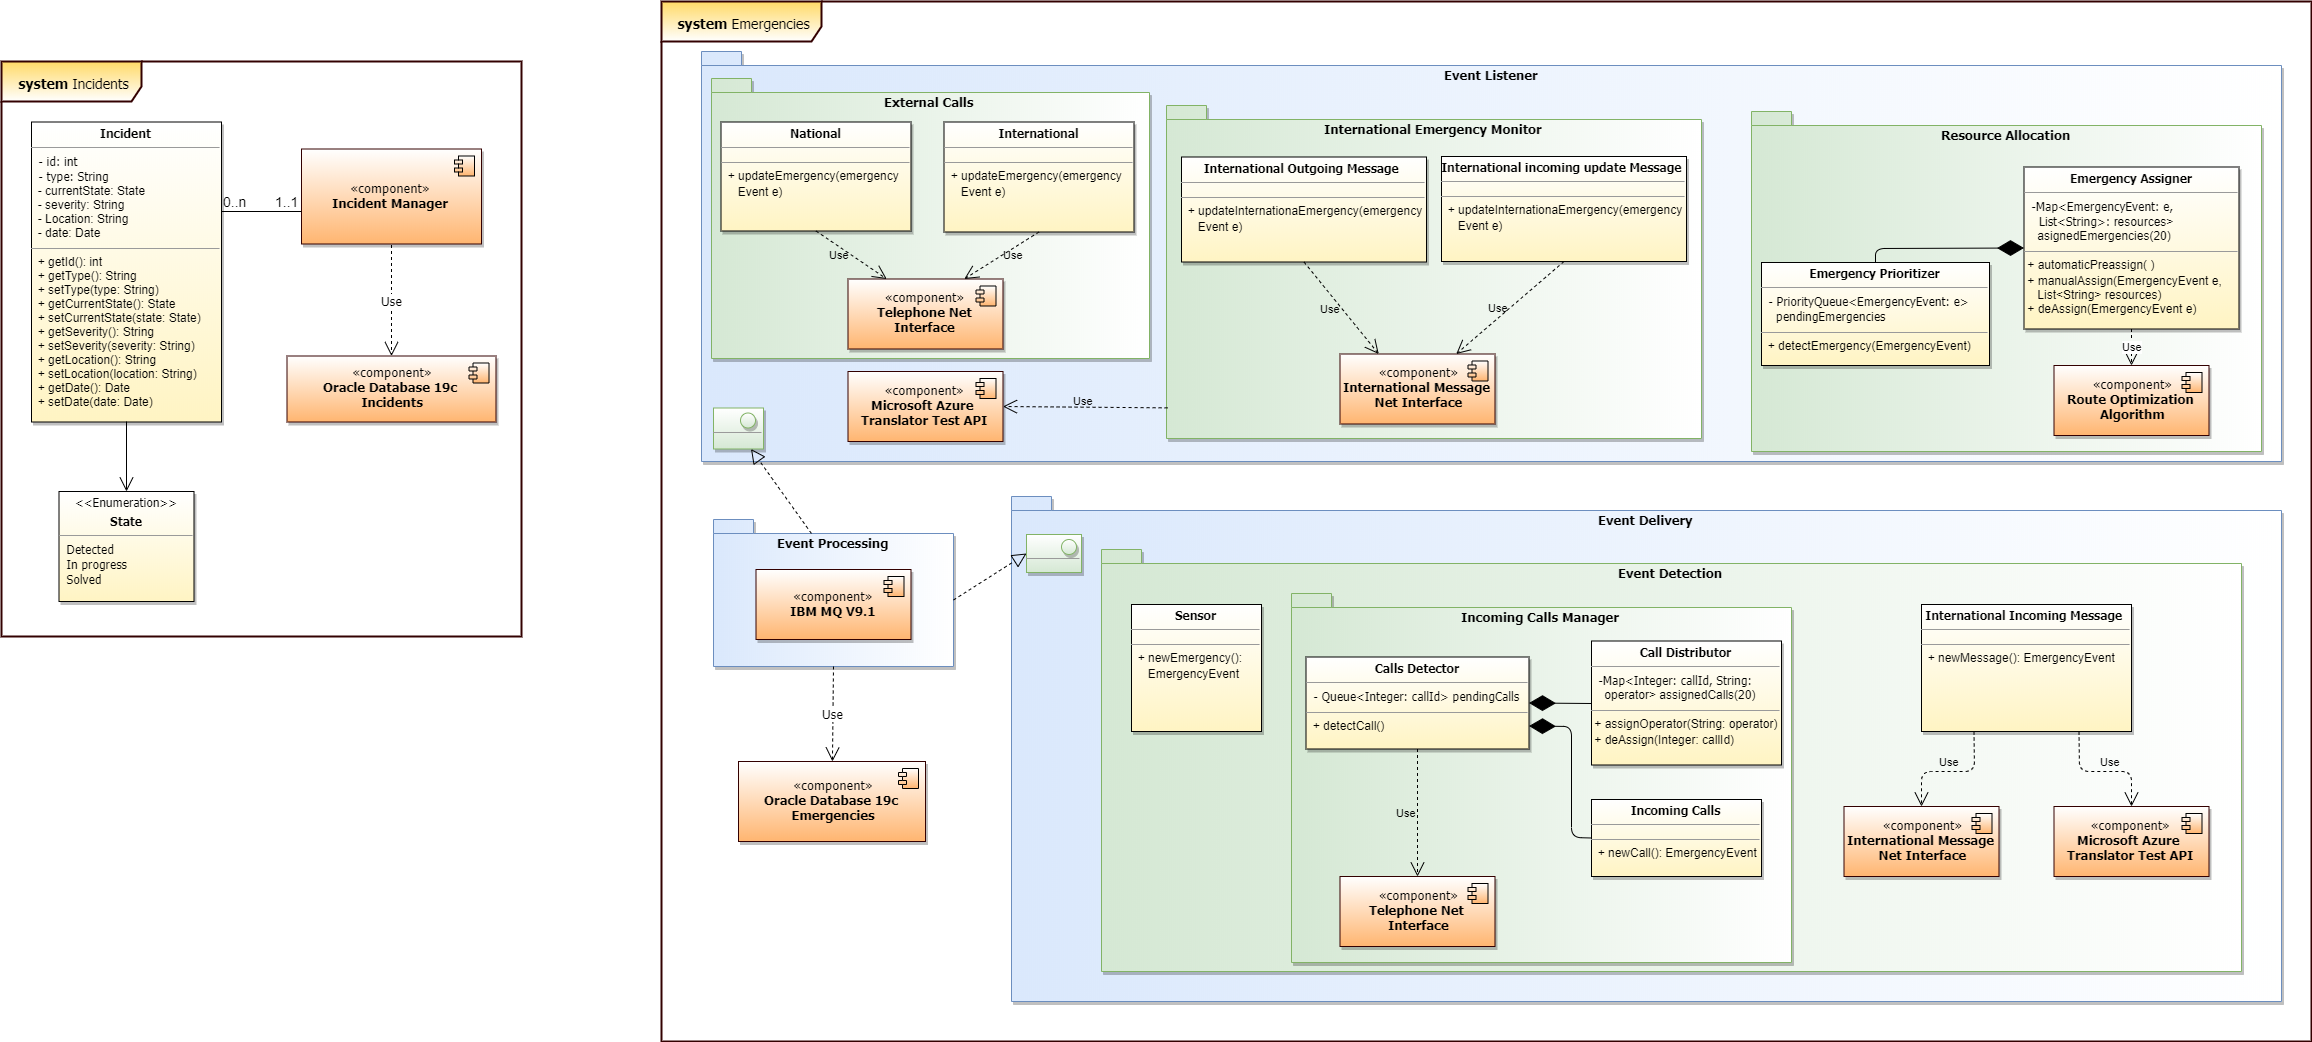 system Incidents
Incident
- id: int
- type: String
- currentState: State
- severity: String
- Location: String
- date: Date
+ getId(): int
+ getType(): String
+ setType(type: String)
+ getCurrentState(): State
+ setCurrentState(state: State)
+ getSeverity(): String
+ setSeverity(severity: String)
+ getLocation(): String
+ setLocation(location: String)
+ getDate(): Date
+ setDate(date: Date)
0..n
1..1
«component»
Incident Manager
Use
«component»
Oracle Database 19c
Incidents
<<Enumeration>>
State
Detected
In progress
Solved
system Emergencies
Event Listener
External Calls
National
+ updateEmergency(emergency
Event e)
International
+ updateEmergency(emergency
Event e)
Use
Use
«component»
Telephone Net
Interface
«component»
Microsoft Azure
Translator Test API
Use
International Emergency Monitor
International Outgoing Message
+ updateInternationaEmergency(emergency
Event e)
International incoming update Message
+ updateInternationaEmergency(emergency
Event e)
Use
Use
«component»
International Message
Net Interface
Resource Allocation
Emergency Assigner
-Map<EmergencyEvent: e,
List<String>: resources>
asignedEmergencies(20)
+ automaticPreassign( )
+ manualAssign(EmergencyEvent e,
List<String> resources)
+ deAssign(EmergencyEvent e)
Emergency Prioritizer
- PriorityQueue<EmergencyEvent: e>
pendingEmergencies
+ detectEmergency(EmergencyEvent)
Use
«component»
Route Optimization
Algorithm
Event Processing
«component»
IBM MQ V9.1
Use
«component»
Oracle Database 19c
Emergencies
Event Delivery
Event Detection
Sensor
+ newEmergency():
EmergencyEvent
Incoming Calls Manager
Calls Detector
- Queue<Integer: callId> pendingCalls
+ detectCall()
Call Distributor
-Map<Integer: callId, String:
operator> assignedCalls(20)
+ assignOperator(String: operator)
+ deAssign(Integer: callId)
Incoming Calls
+ newCall(): EmergencyEvent
Use
«component»
Telephone Net
Interface
International Incoming Message
+ newMessage(): EmergencyEvent
Use
Use
«component»
International Message
Net Interface
«component»
Microsoft Azure
Translator Test API